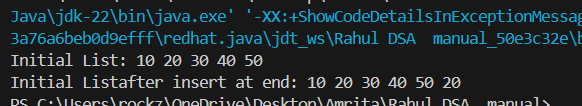 Java\jdk-22\bin\java.exe' '-XX:+ShowCodeDetailsInExceptionMessag
3a76a6beb0d9efff\redhat.java\jdt_ws\Rahul DSA  manual_50e3c32e\b
Initial List: 10 20 30 40 50
Initial Listafter insert at end: 10 20 30 40 50 20
PS C:\Users\rockz\OneDrive\Desktop\Amrita\Rahul DSA  manual>